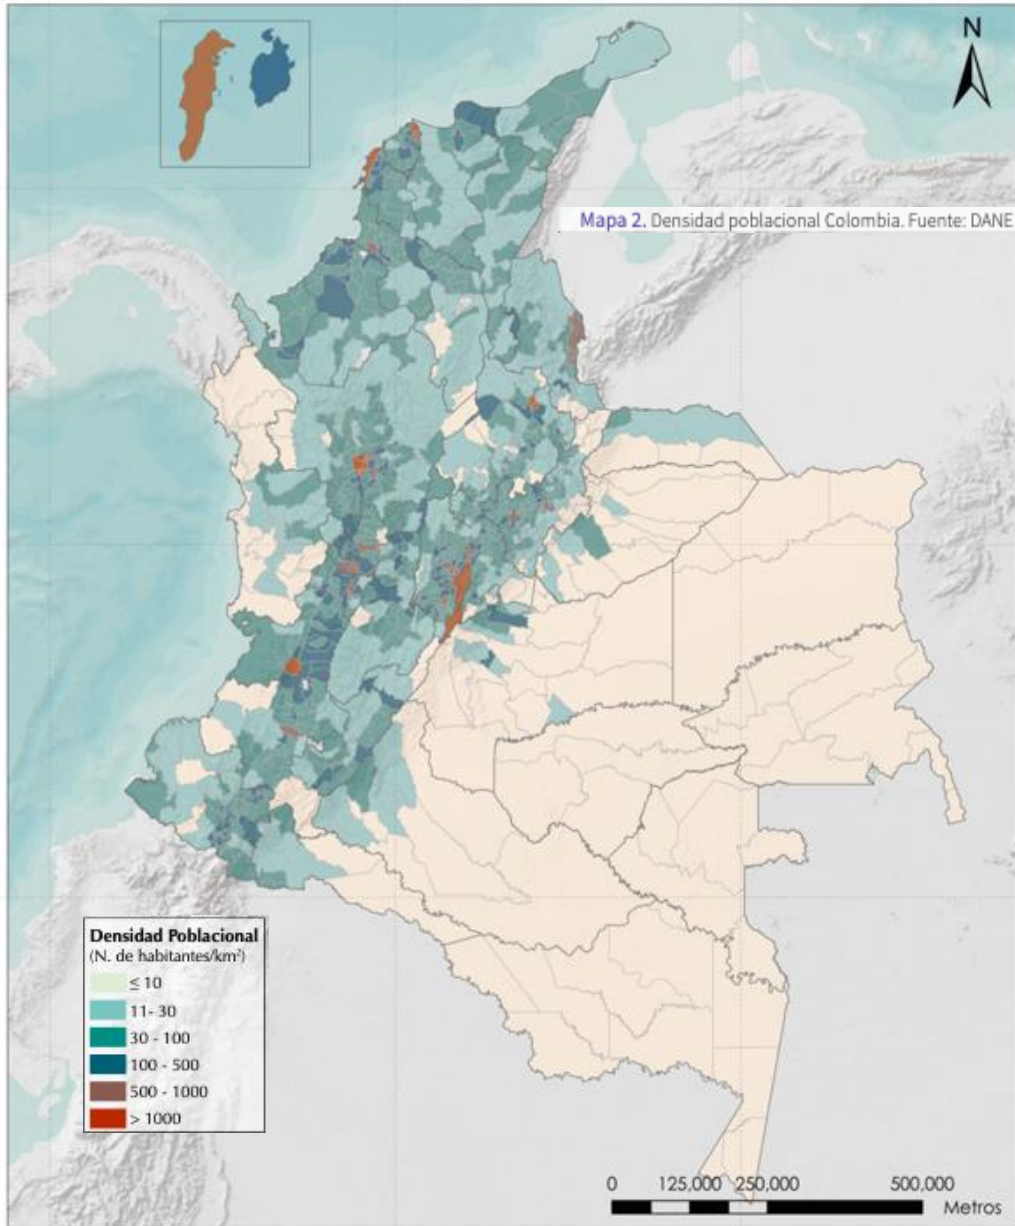 N
Mapa 2. Densidad poblacional Colombia. Fuente: DANE
Densidad Poblacional
(N. de habitantes/km²)
≤ 10
11- 30
30 - 100
100 - 500
500 - 1000
> 1000
0 125,000 250,000 500,000
Metros